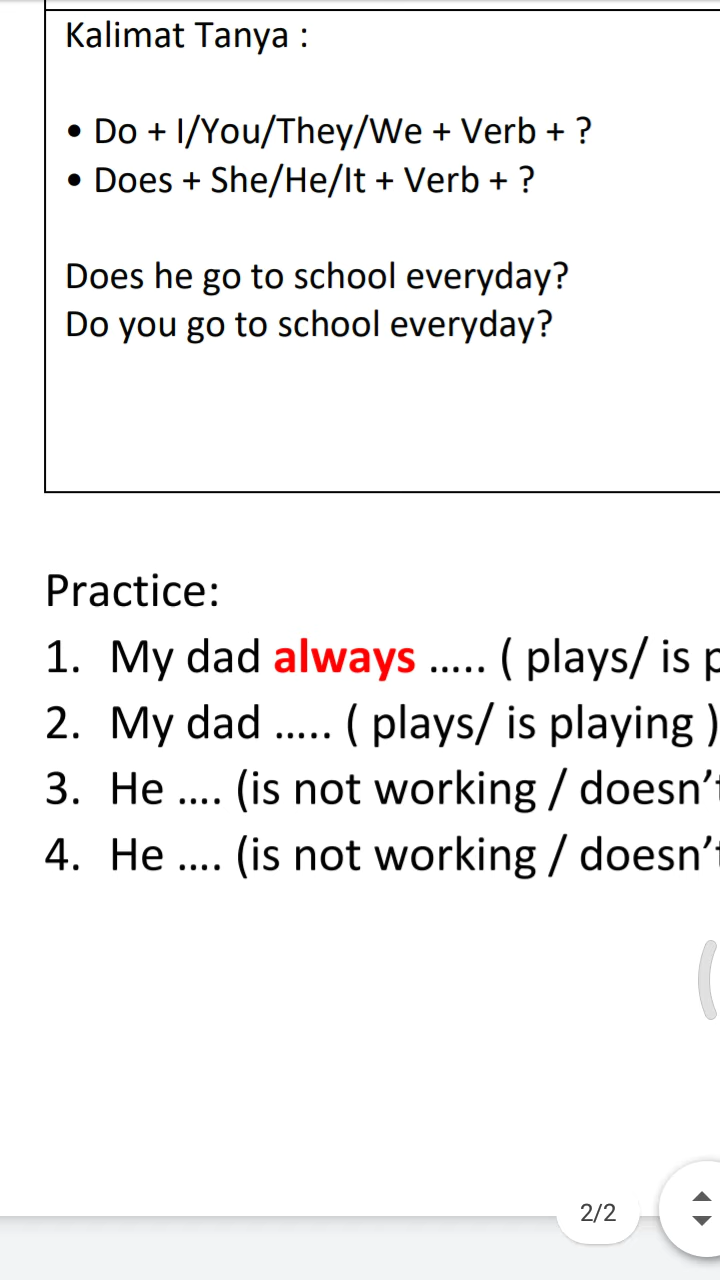 Kalimat Tanya :
• Do + I/You/They/We + Verb + ?
• Does + She/He/It + Verb + ?
Does he go to school everyday?
Do you go to school everyday?
Practice:
1. My dad always ..... ( plays/ is
2. My dad ..... ( plays/ is playing )
3. He .... (is not working / doesn’t
4. He .... (is not working / doesn’t
2/2